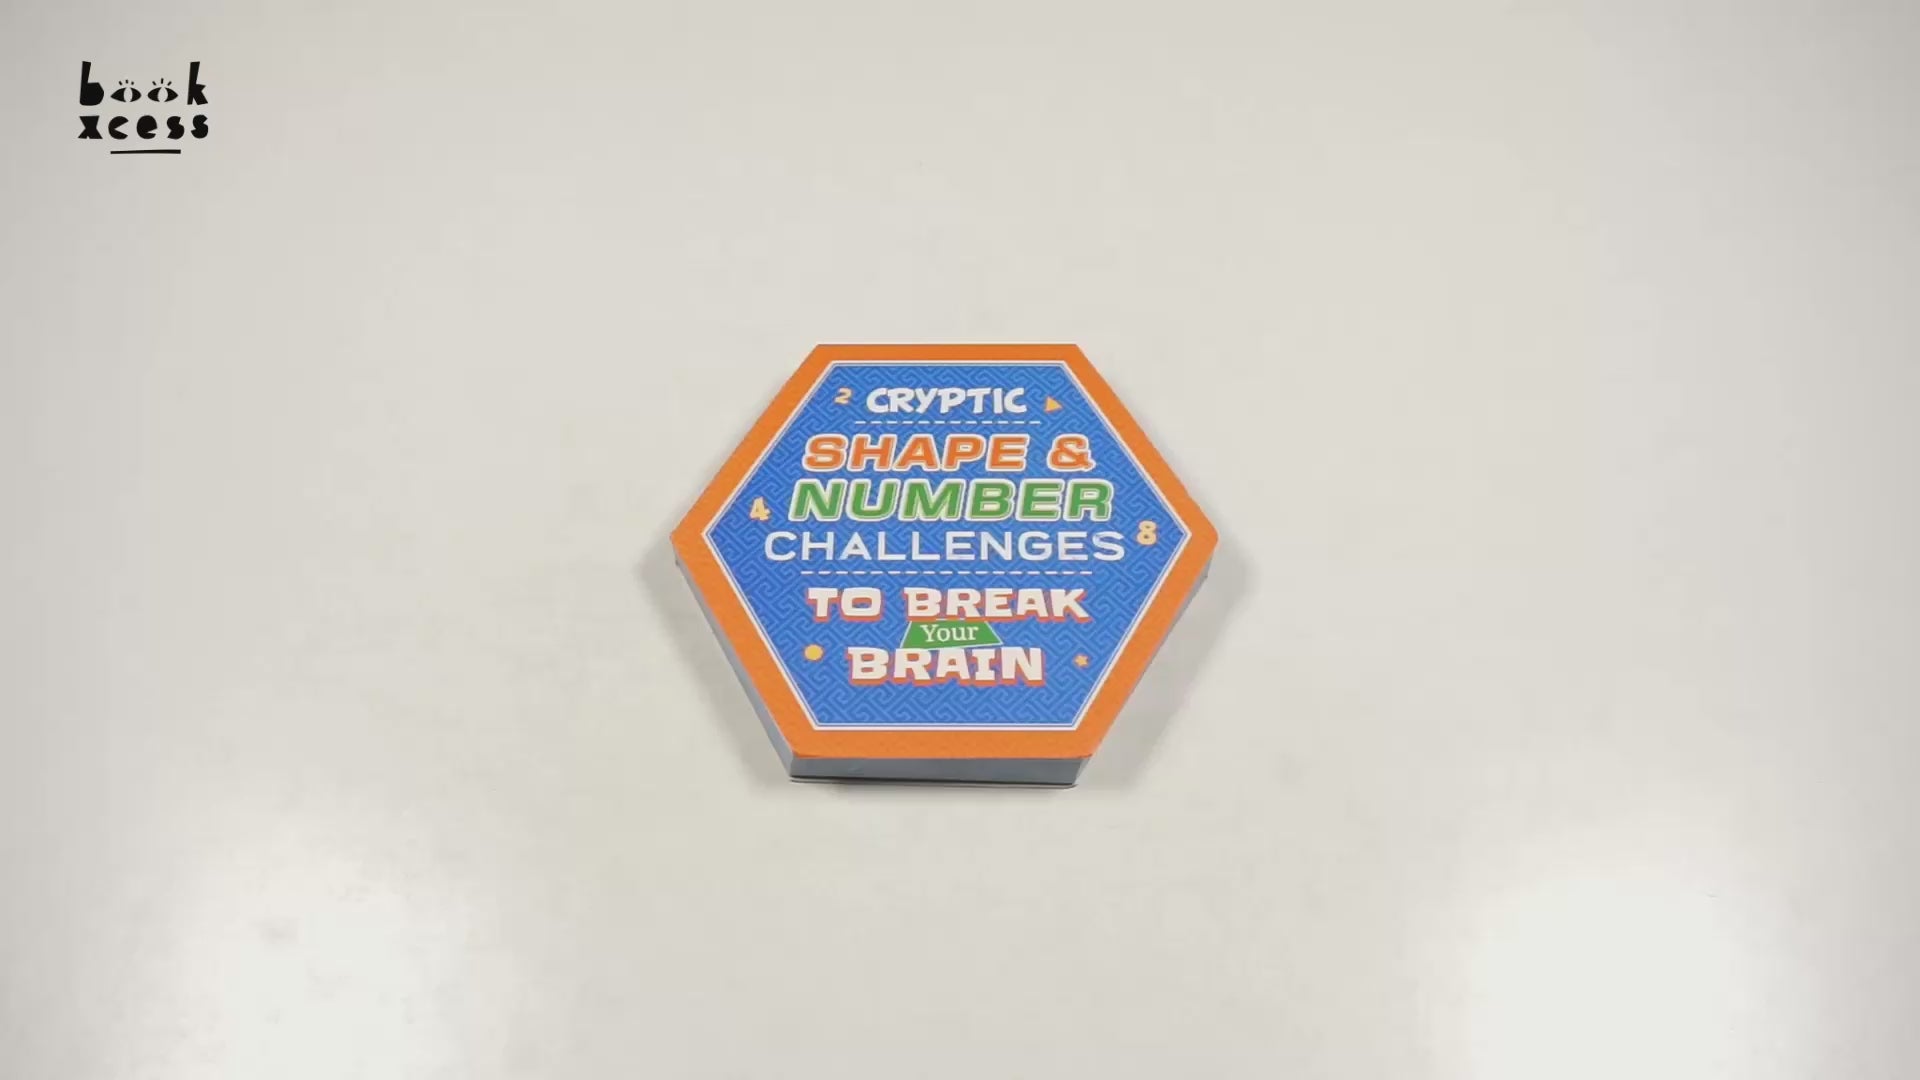 book
xcess
2 CRYPTIC
SHAPE &
NUMBER
4 8
CHALLENGES
TO BREAK
Your
BRAIN